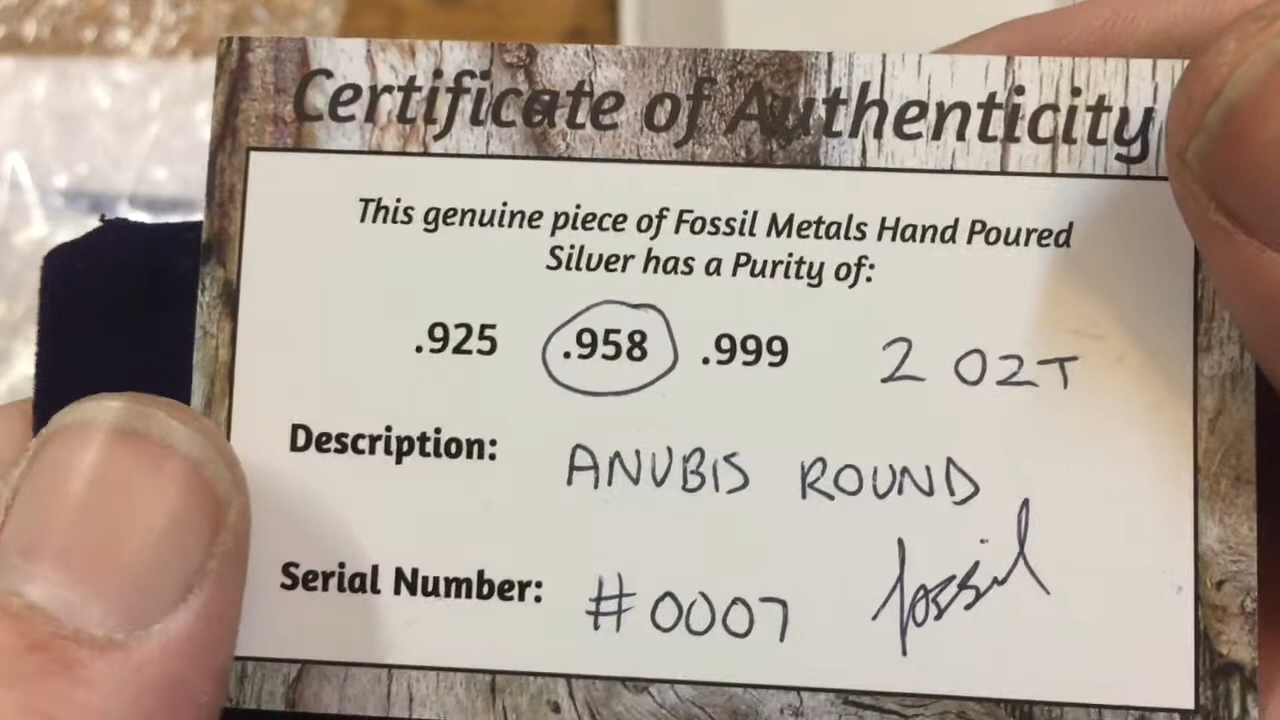 Certificate of Authenticity
This genuine piece of Fossil Metals Hand Poured
Silver has a Purity of:
.925 .958 .999 2 OZT
Description: ANUBIS ROUND
Serial Number: #0007 fossil